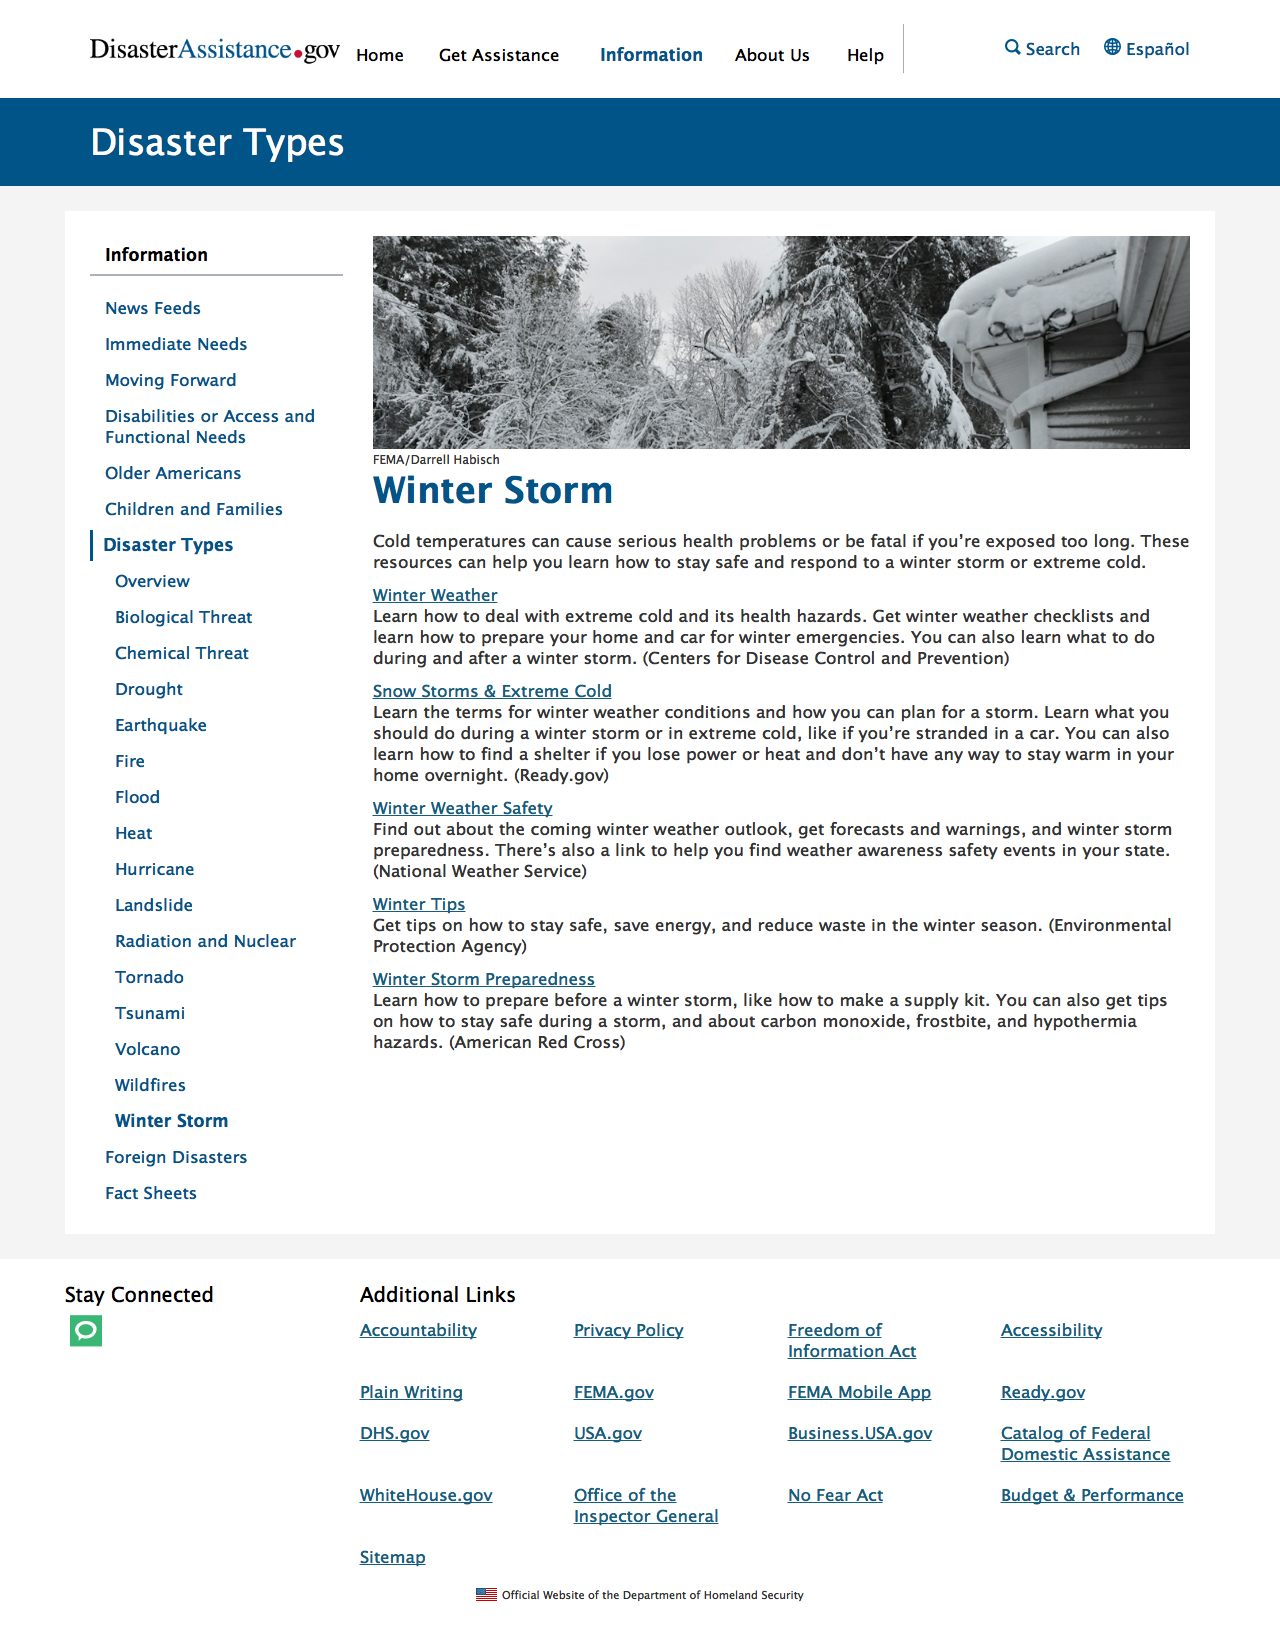 DisasterAssistance.gov
Home
Get Assistance
Information
About Us
Help
Search
Español
Disaster Types
Information
News Feeds
Immediate Needs
Moving Forward
Disabilities or Access and
Functional Needs
Older Americans
Children and Families
Disaster Types
Overview
Biological Threat
Chemical Threat
Drought
Earthquake
Fire
Flood
Heat
Hurricane
Landslide
Radiation and Nuclear
Tornado
Tsunami
Volcano
Wildfires
Winter Storm
Foreign Disasters
Fact Sheets
FEMA/Darrell Habisch
Winter Storm
Cold temperatures can cause serious health problems or be fatal if you’re exposed too long. These
resources can help you learn how to stay safe and respond to a winter storm or extreme cold.
Winter Weather
Learn how to deal with extreme cold and its health hazards. Get winter weather checklists and
learn how to prepare your home and car for winter emergencies. You can also learn what to do
during and after a winter storm. (Centers for Disease Control and Prevention)
Snow Storms & Extreme Cold
Learn the terms for winter weather conditions and how you can plan for a storm. Learn what you
should do during a winter storm or in extreme cold, like if you’re stranded in a car. You can also
learn how to find a shelter if you lose power or heat and don’t have any way to stay warm in your
home overnight. (Ready.gov)
Winter Weather Safety
Find out about the coming winter weather outlook, get forecasts and warnings, and winter storm
preparedness. There’s also a link to help you find weather awareness safety events in your state.
(National Weather Service)
Winter Tips
Get tips on how to stay safe, save energy, and reduce waste in the winter season. (Environmental
Protection Agency)
Winter Storm Preparedness
Learn how to prepare before a winter storm, like how to make a supply kit. You can also get tips
on how to stay safe during a storm, and about carbon monoxide, frostbite, and hypothermia
hazards. (American Red Cross)
Stay Connected
Additional Links
Accountability
Privacy Policy
Freedom of
Information Act
Accessibility
Plain Writing
FEMA.gov
FEMA Mobile App
Ready.gov
DHS.gov
USA.gov
Business.USA.gov
Catalog of Federal
Domestic Assistance
WhiteHouse.gov
Office of the
Inspector General
No Fear Act
Budget & Performance
Sitemap
Official Website of the Department of Homeland Security